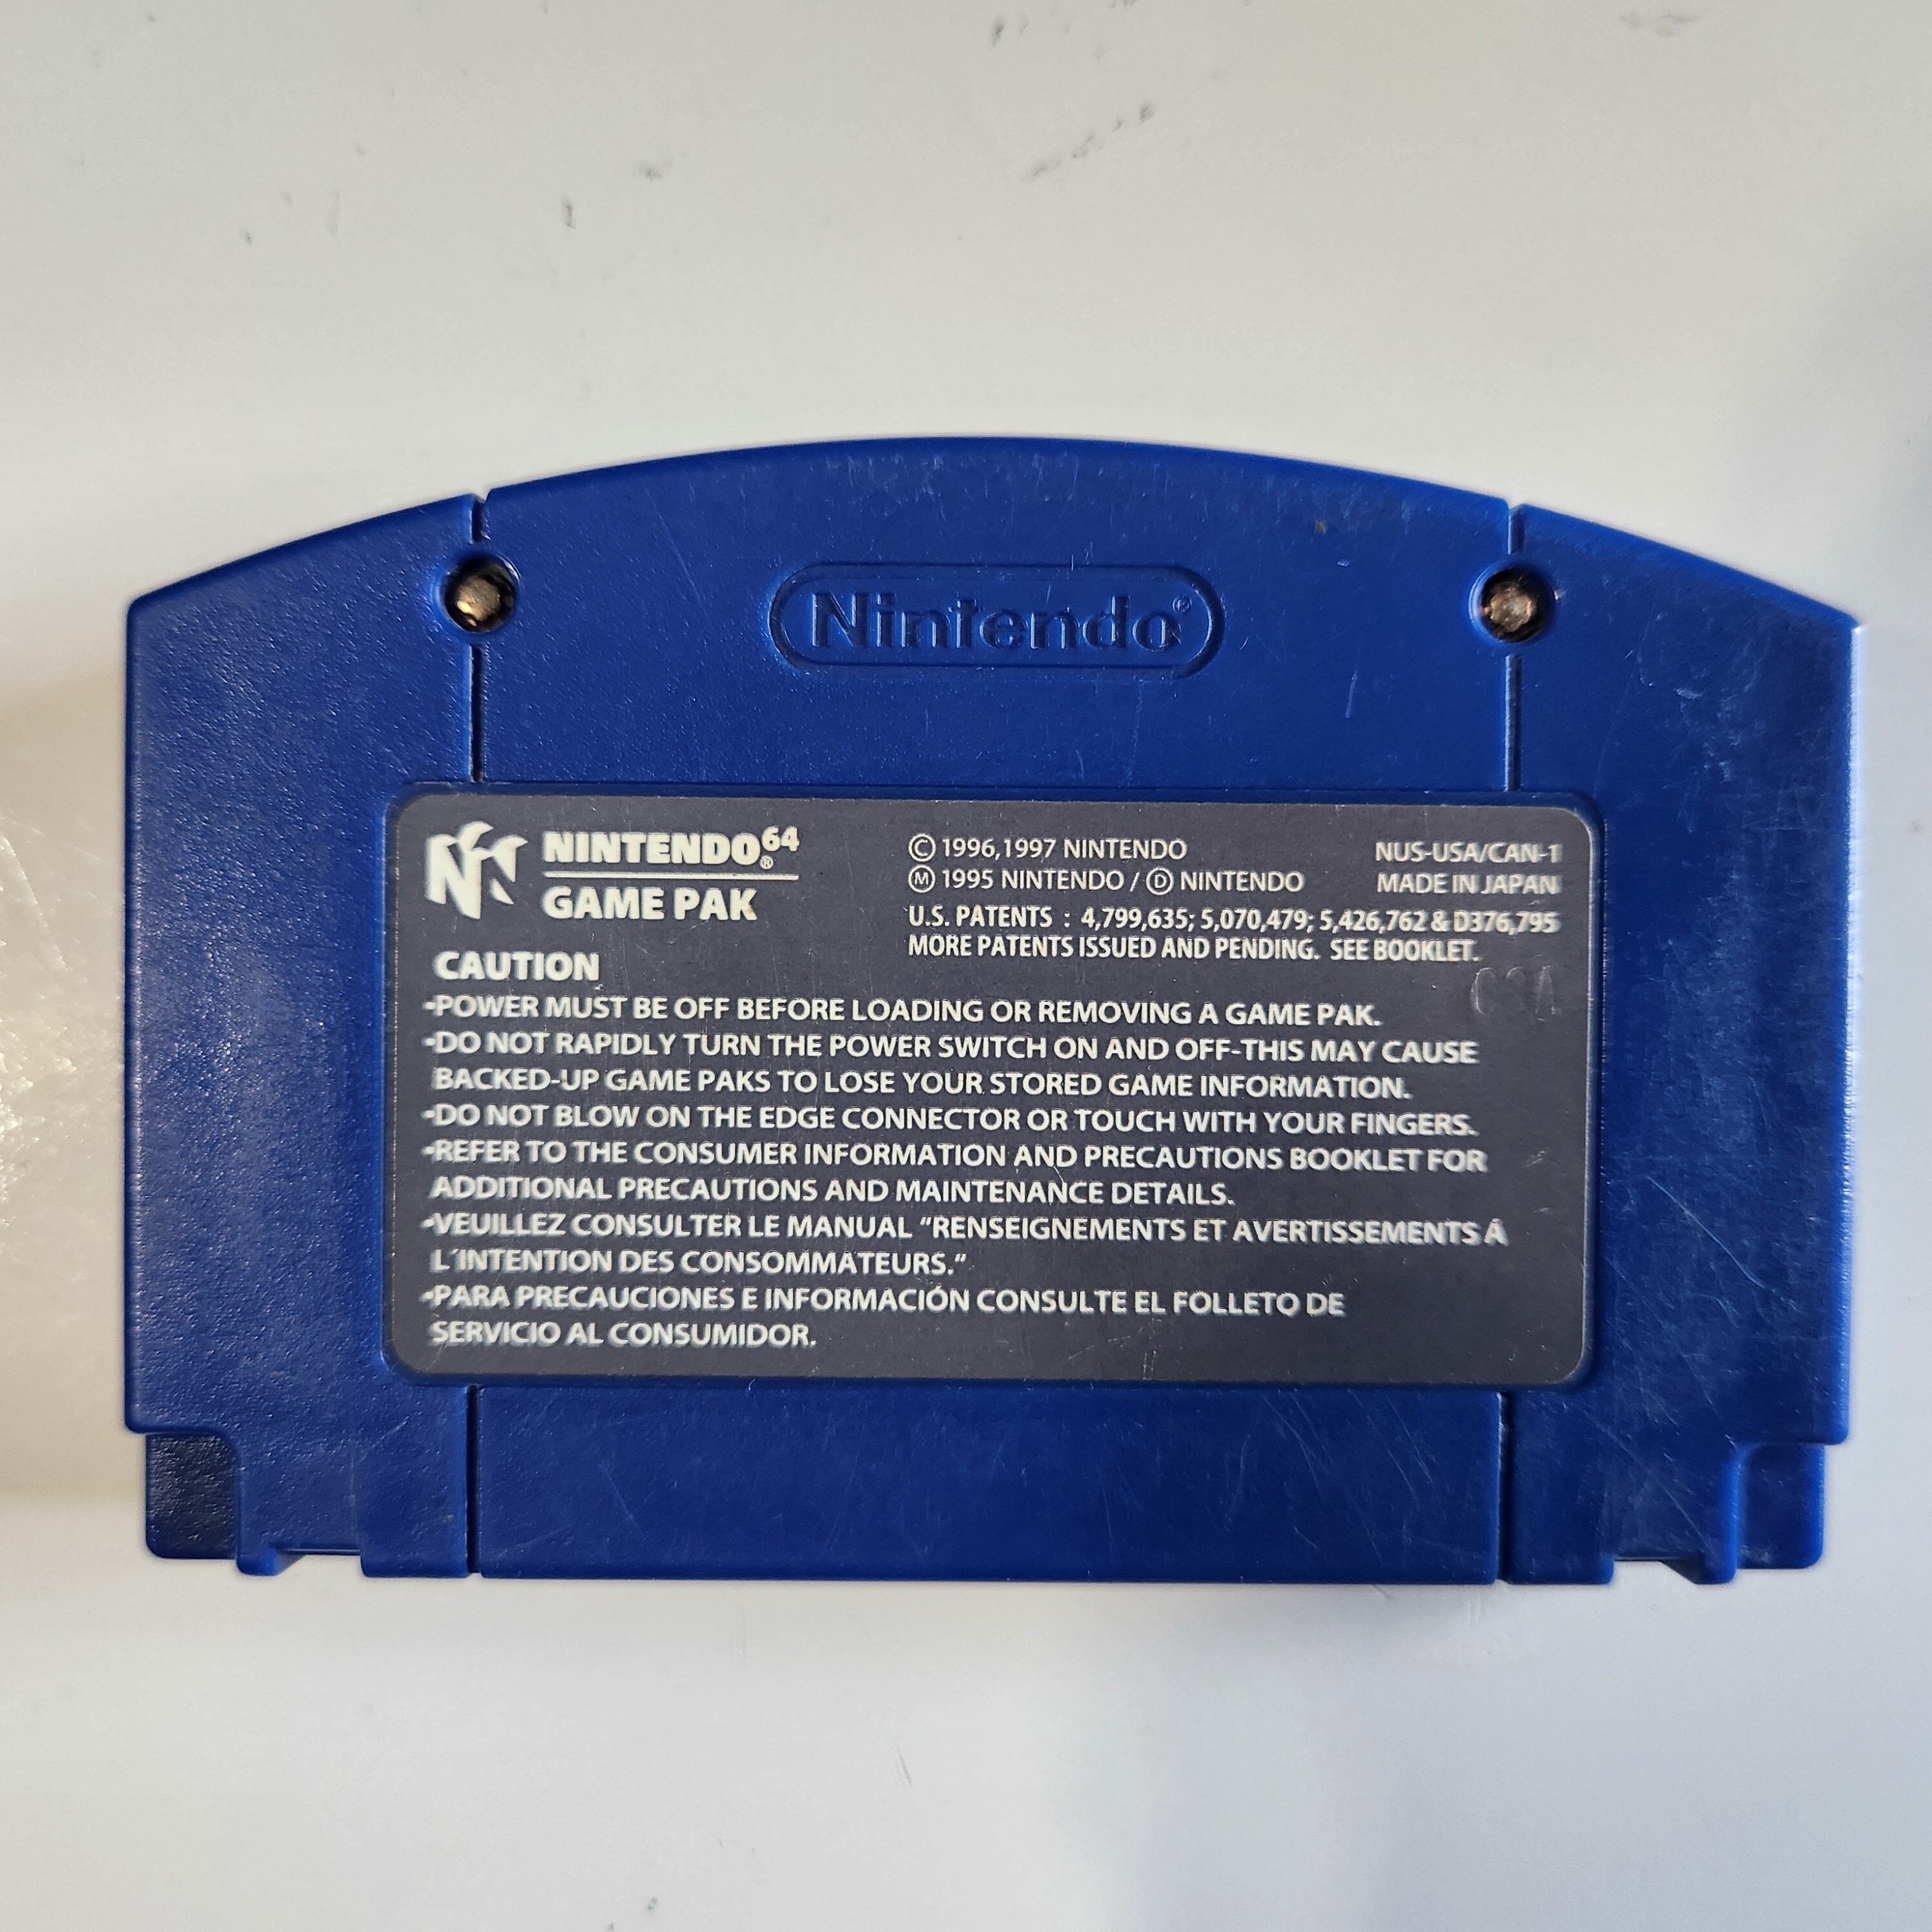 Nintendo®
NINTENDO64®
GAME PAK
© 1996,1997 NINTENDO
Ⓜ 1995 NINTENDO / Ⓓ NINTENDO
NUS-USA/CAN-1
MADE IN JAPAN
U.S. PATENTS : 4,799,635; 5,070,479; 5,426,762 & D376,795
MORE PATENTS ISSUED AND PENDING. SEE BOOKLET.
CAUTION
•POWER MUST BE OFF BEFORE LOADING OR REMOVING A GAME PAK.
•DO NOT RAPIDLY TURN THE POWER SWITCH ON AND OFF-THIS MAY CAUSE
BACKED-UP GAME PAKS TO LOSE YOUR STORED GAME INFORMATION.
•DO NOT BLOW ON THE EDGE CONNECTOR OR TOUCH WITH YOUR FINGERS.
•REFER TO THE CONSUMER INFORMATION AND PRECAUTIONS BOOKLET FOR
ADDITIONAL PRECAUTIONS AND MAINTENANCE DETAILS.
•VEUILLEZ CONSULTER LE MANUAL "RENSEIGNEMENTS ET AVERTISSEMENTS Á
L´INTENTION DES CONSOMMATEURS."
•PARA PRECAUCIONES E INFORMACIÓN CONSULTE EL FOLLETO DE
SERVICIO AL CONSUMIDOR.